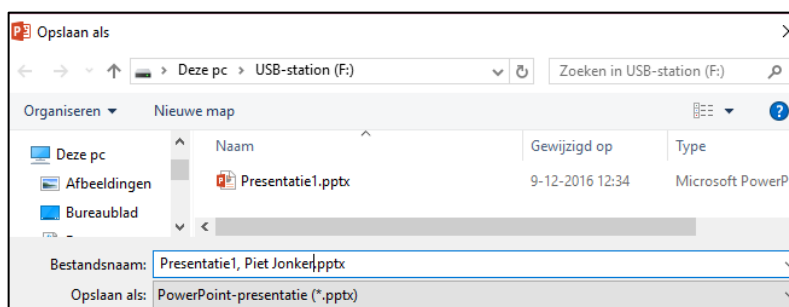 Opslaan als
Deze pc > USB-station (F:)
Zoeken in USB-station (F:)
Organiseren
Nieuwe map
Deze pc
Afbeeldingen
Bureaublad
Naam
Gewijzigd op
Type
Presentatie1.pptx
9-12-2016 12:34
Microsoft PowerP
Bestandsnaam: Presentatie1, Piet Jonker.pptx
Opslaan als: PowerPoint-presentatie (*.pptx)